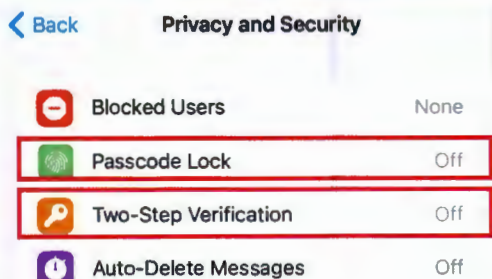 Back
Privacy and Security
Blocked Users None
Passcode Lock Off
Two-Step Verification Off
Auto-Delete Messages Off